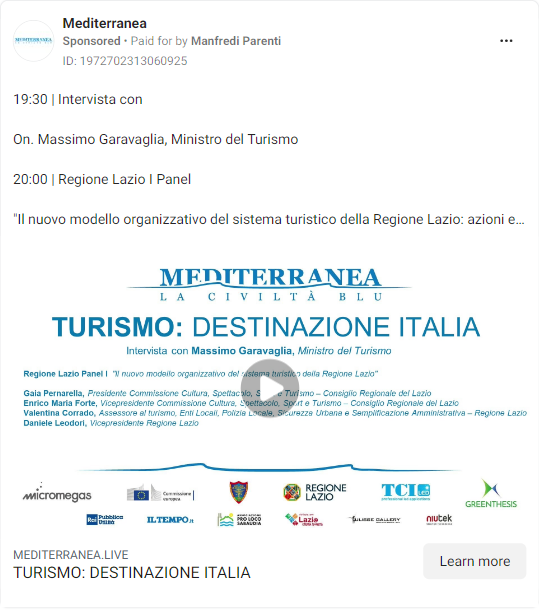 Mediterranea
Sponsored • Paid for by Manfredi Parenti
ID: 1972702313060925
19:30 | Intervista con
On. Massimo Garavaglia, Ministro del Turismo
20:00 | Regione Lazio I Panel
"Il nuovo modello organizzativo del sistema turistico della Regione Lazio: azioni e...
MEDITERRANEA
LA CIVILTÀ BLU
TURISMO: DESTINAZIONE ITALIA
Intervista con Massimo Garavaglia, Ministro del Turismo
Regione Lazio Panel I "Il nuovo modello organizzativo del sistema turistico della Regione Lazio"
Gaia Pernarella, Presidente Commissione Cultura, Spettacolo, Sport e Turismo – Consiglio Regionale del Lazio
Enrico Maria Forte, Vicepresidente Commissione Cultura, Spettacolo, Sport e Turismo – Consiglio Regionale del Lazio
Valentina Corrado, Assessore al turismo, Enti Locali, Polizia Locale, Sicurezza Urbana e Semplificazione Amministrativa – Regione Lazio
Daniele Leodori, Vicepresidente Regione Lazio
micromegas
Commissione europea
REGIONE LAZIO
TCI
GREENTHESIS
Rai Pubblica Utilità
IL TEMPO.it
PRO LOCO SABAUDIA
Lazio
ULISSE GALLERY
niutek
MEDITERRANEA.LIVE
TURISMO: DESTINAZIONE ITALIA
Learn more